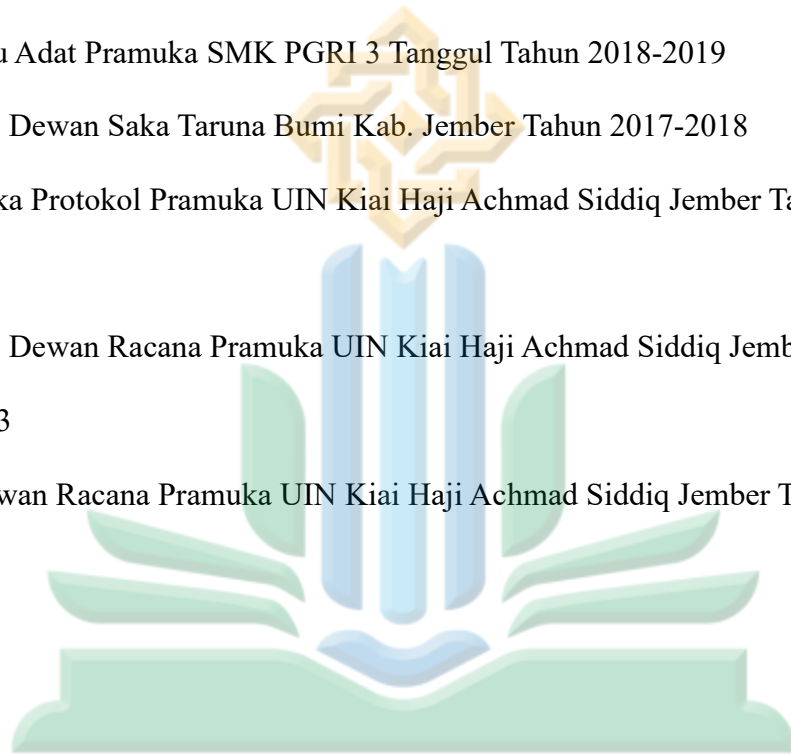 u Adat Pramuka SMK PGRI 3 Tanggul Tahun 2018-2019
Dewan Saka Taruna Bumi Kab. Jember Tahun 2017-2018
ka Protokol Pramuka UIN Kiai Haji Achmad Siddiq Jember Ta
Dewan Racana Pramuka UIN Kiai Haji Achmad Siddiq Jemb
3
wan Racana Pramuka UIN Kiai Haji Achmad Siddiq Jember T